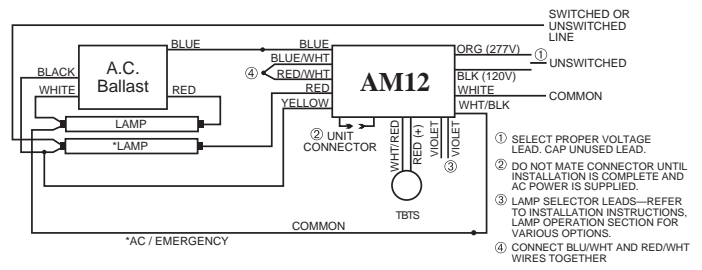 SWITCHED OR
UNSWITCHED
LINE
BLUE
BLUE
ORG (277V)
①
BLUE/WHT
UNSWITCHED
④
RED/WHT
BLK (120V)
BLACK
A.C.
Ballast
AM12
WHITE
RED
RED
WHITE
COMMON
YELLOW
WHT/BLK
LAMP
② UNIT
CONNECTOR
*LAMP
WHT/RED
RED (+)
VIOLET
VIOLET
③
TBTS
COMMON
*AC / EMERGENCY
① SELECT PROPER VOLTAGE
LEAD. CAP UNUSED LEAD.
② DO NOT MATE CONNECTOR UNTIL
INSTALLATION IS COMPLETE AND
AC POWER IS SUPPLIED.
③ LAMP SELECTOR LEADS—REFER
TO INSTALLATION INSTRUCTIONS,
LAMP OPERATION SECTION FOR
VARIOUS OPTIONS.
④ CONNECT BLU/WHT AND RED/WHT
WIRES TOGETHER